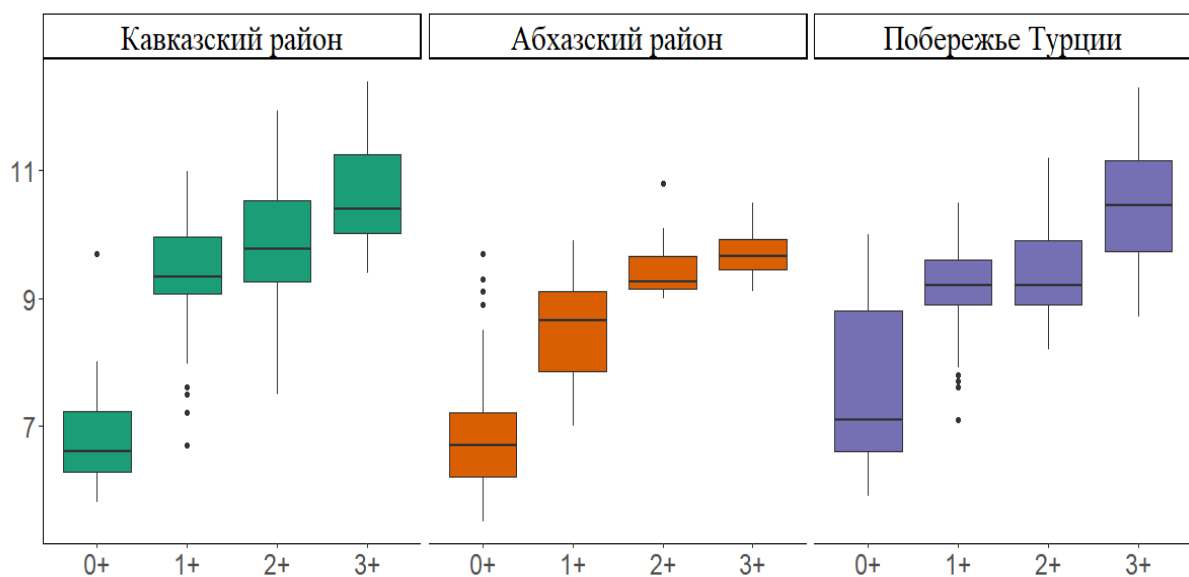 Кавказский район Абхазский район Побережье Турции
11
9
7
0+ 1+ 2+ 3+ 0+ 1+ 2+ 3+ 0+ 1+ 2+ 3+